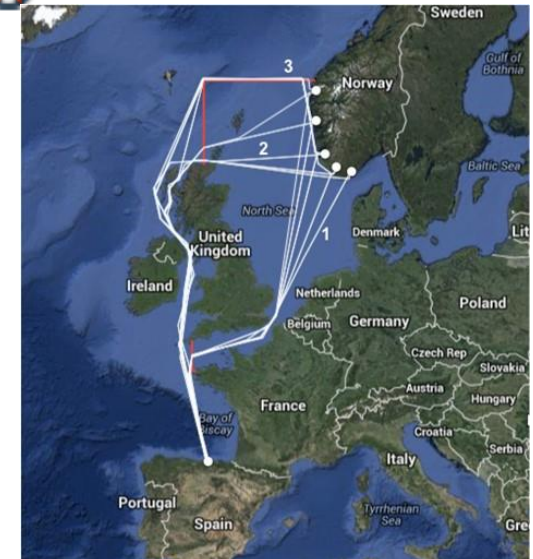 Sweden
Gulf of
Bothnia
3
Norway
2
Baltic Sea
North Sea
1
Denmark
Lit
United
Kingdom
Ireland
Netherlands
Poland
Belgium
Germany
Czech Rep
Slovakia
Austria
Hungary
France
Bay of
Biscay
Croatia
Serbia
Italy
Portugal
Spain
Tyrrhenian
Sea
Gre